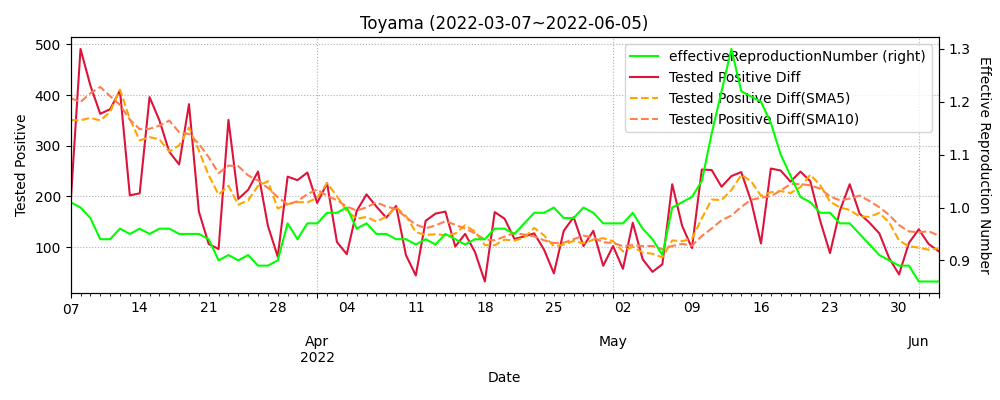 Toyama (2022-03-07~2022-06-05)
effectiveReproductionNumber (right)
Tested Positive Diff
Tested Positive Diff(SMA5)
Tested Positive Diff(SMA10)
Tested Positive
500
400
300
200
100
1.3
1.2
1.1
1.0
0.9
Effective Reproduction Number
07 14 21 28 04 11 18 25 02 09 16 23 30
Apr May Jun
2022
Date